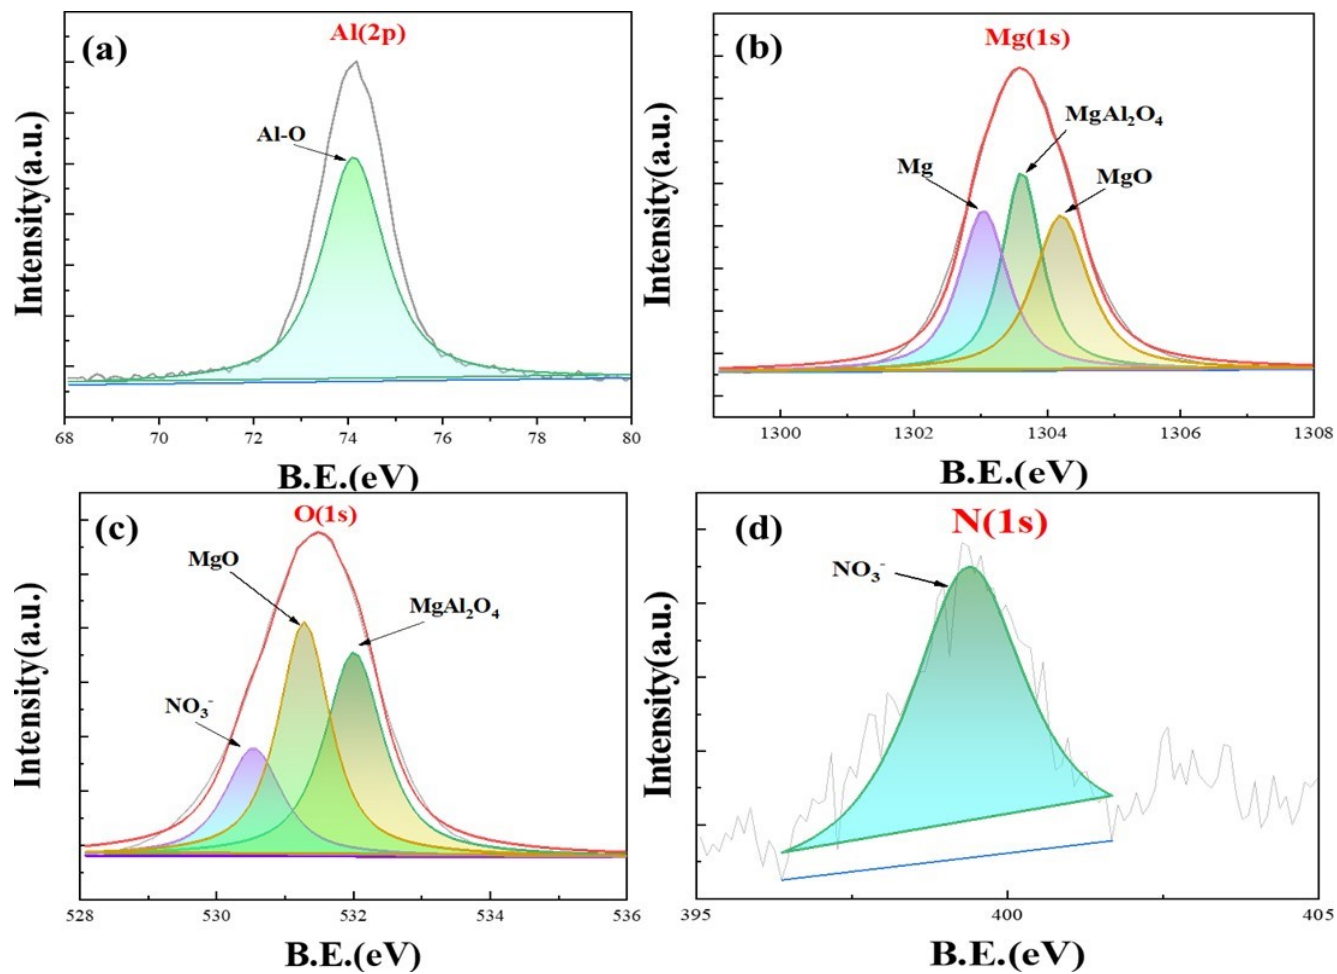 (a)
Al(2p)
Al-O
Intensity(a.u.)
68 70 72 74 76 78 80
B.E.(eV)
(b)
Mg(1s)
MgAl₂O₄
Mg
MgO
Intensity(a.u.)
1300 1302 1304 1306 1308
B.E.(eV)
(c)
O(1s)
MgO
MgAl₂O₄
NO₃⁻
Intensity(a.u.)
528 530 532 534 536
B.E.(eV)
(d)
N(1s)
NO₃⁻
Intensity(a.u.)
395 400 405
B.E.(eV)